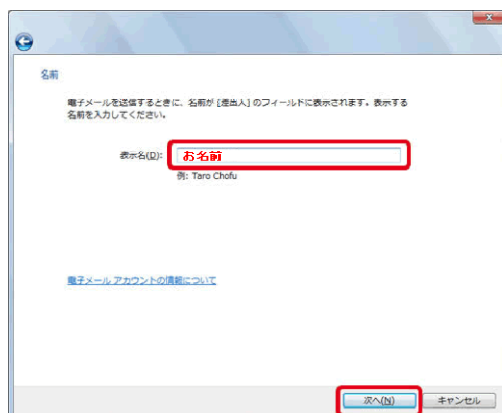 名前
電子メールを送信するときに、名前が [差出人] のフィールドに表示されます。表示する
名前を入力してください。
表示名(D): お名前
例: Taro Chofu
電子メール アカウントの情報について
次へ(N) キャンセル